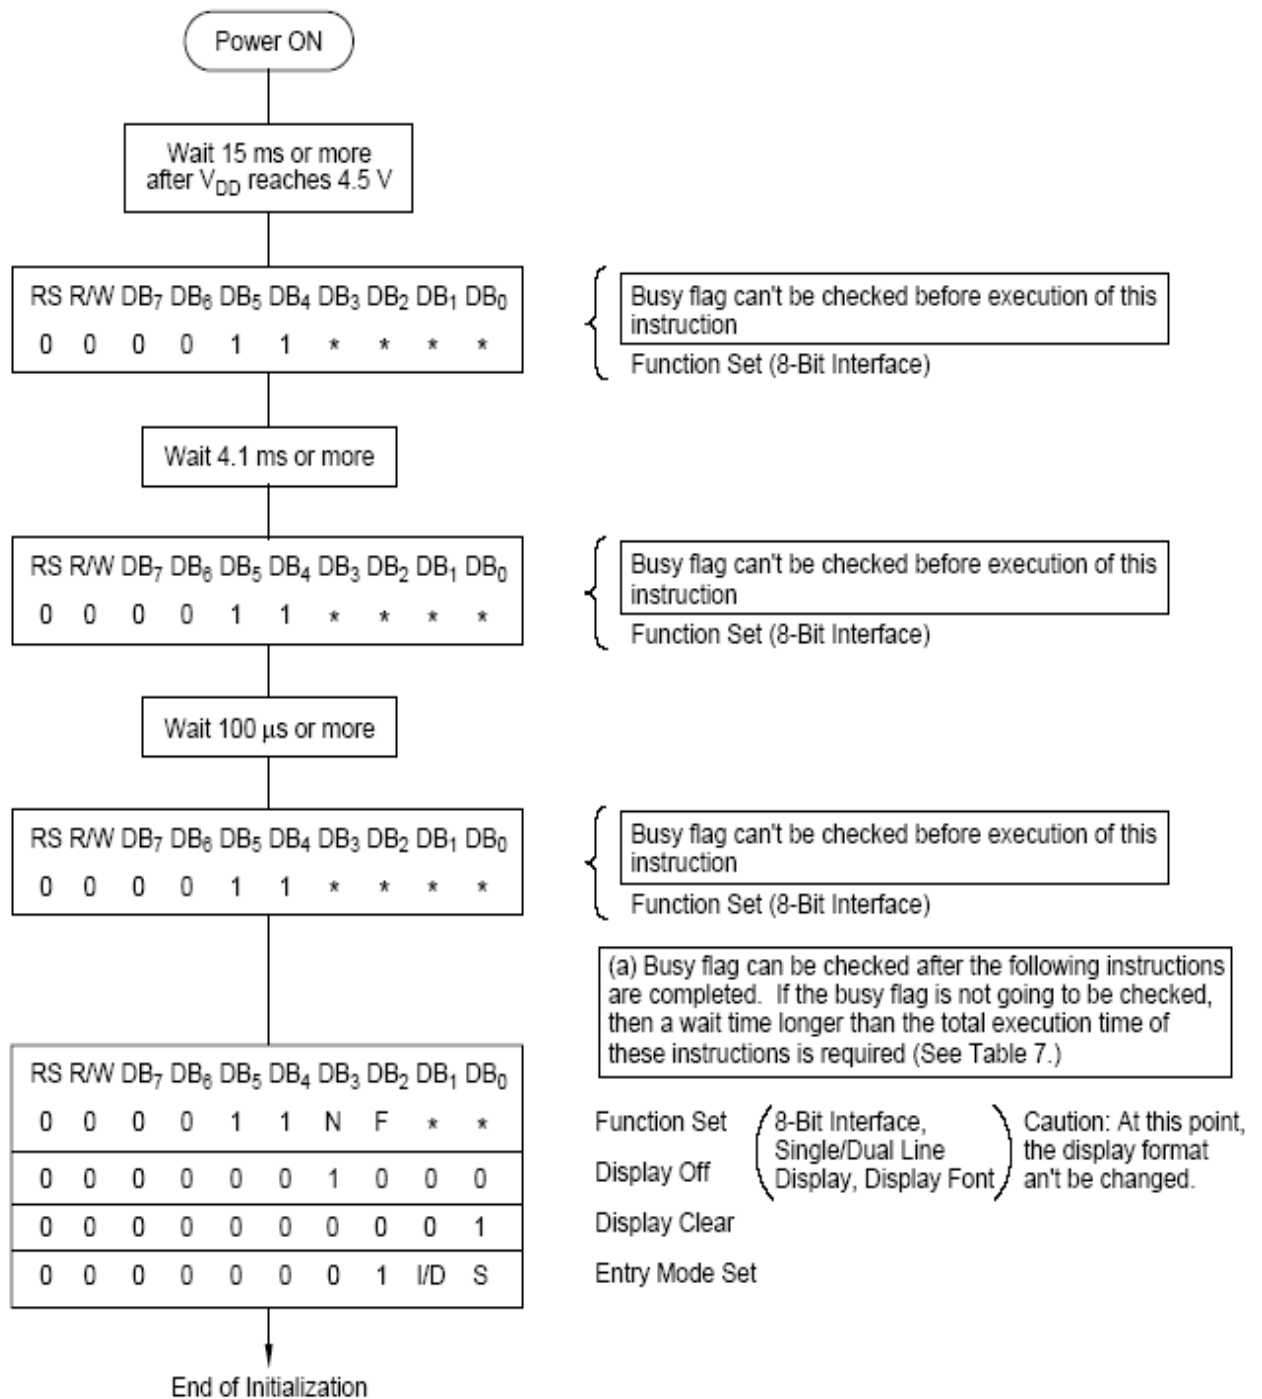 Power ON
Wait 15 ms or more
after VDD reaches 4.5 V
RS R/W DB7 DB6 DB5 DB4 DB3 DB2 DB1 DB0
0 0 0 0 1 1 * * * *
Busy flag can't be checked before execution of this
instruction
Function Set (8-Bit Interface)
Wait 4.1 ms or more
RS R/W DB7 DB6 DB5 DB4 DB3 DB2 DB1 DB0
0 0 0 0 1 1 * * * *
Busy flag can't be checked before execution of this
instruction
Function Set (8-Bit Interface)
Wait 100 μs or more
RS R/W DB7 DB6 DB5 DB4 DB3 DB2 DB1 DB0
0 0 0 0 1 1 * * * *
Busy flag can't be checked before execution of this
instruction
Function Set (8-Bit Interface)
(a) Busy flag can be checked after the following instructions
are completed. If the busy flag is not going to be checked,
then a wait time longer than the total execution time of
these instructions is required (See Table 7.)
RS R/W DB7 DB6 DB5 DB4 DB3 DB2 DB1 DB0
0 0 0 0 1 1 N F * *
0 0 0 0 0 0 1 0 0 0
0 0 0 0 0 0 0 0 0 1
0 0 0 0 0 0 0 1 I/D S
Function Set
Display Off
Display Clear
Entry Mode Set
8-Bit Interface,
Single/Dual Line
Display, Display Font
Caution: At this point,
the display format
an't be changed.
End of Initialization